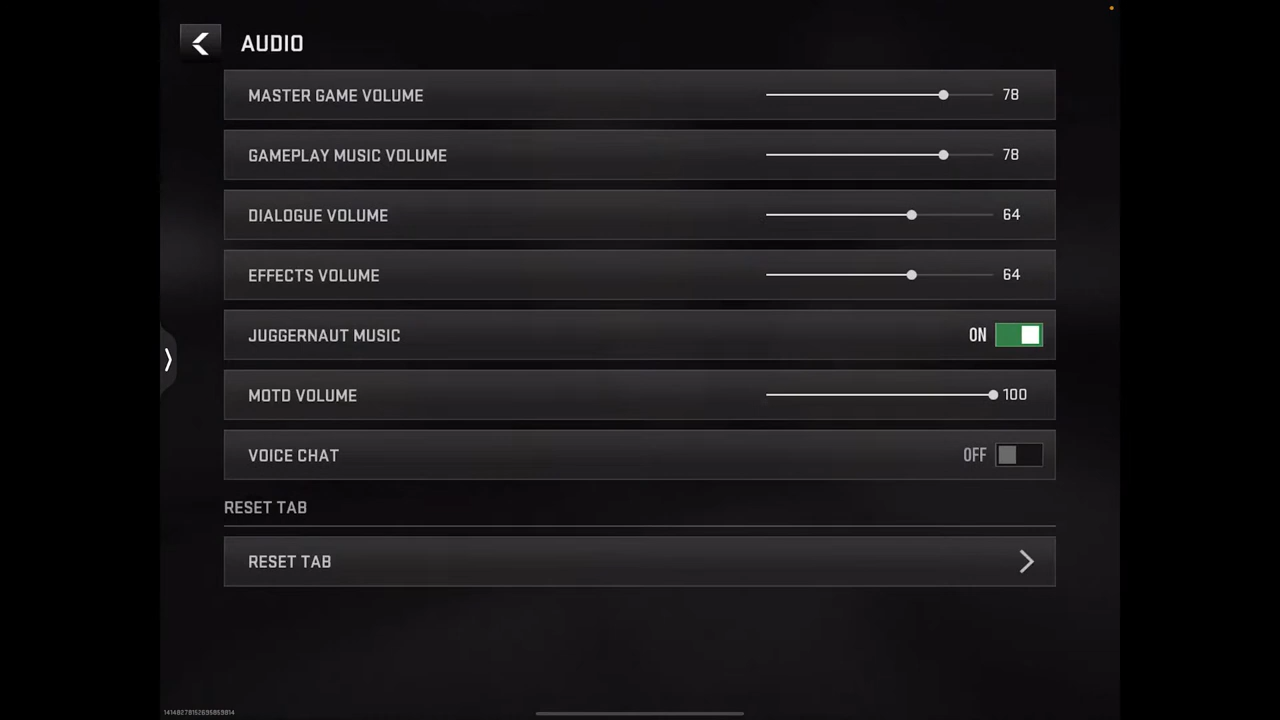 AUDIO
MASTER GAME VOLUME 78
GAMEPLAY MUSIC VOLUME 78
DIALOGUE VOLUME 64
EFFECTS VOLUME 64
JUGGERNAUT MUSIC ON
MOTD VOLUME 100
VOICE CHAT OFF
RESET TAB
RESET TAB